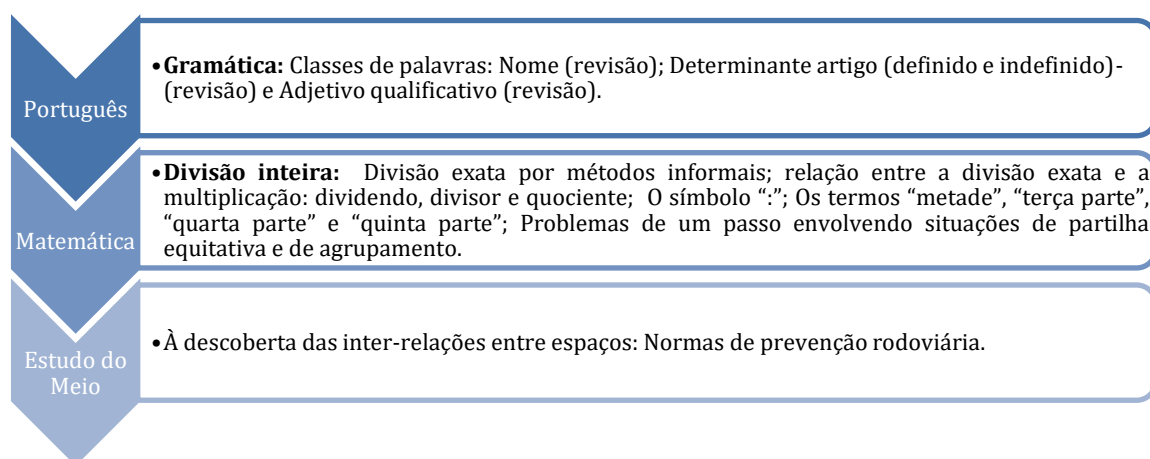 Português
•Gramática: Classes de palavras: Nome (revisão); Determinante artigo (definido e indefinido)-
(revisão) e Adjetivo qualificativo (revisão).
Matemática
•Divisão inteira: Divisão exata por métodos informais; relação entre a divisão exata e a
multiplicação: dividendo, divisor e quociente; O símbolo “:”; Os termos “metade”, “terça parte”,
“quarta parte” e “quinta parte”; Problemas de um passo envolvendo situações de partilha
equitativa e de agrupamento.
Estudo do
Meio
•À descoberta das inter-relações entre espaços: Normas de prevenção rodoviária.